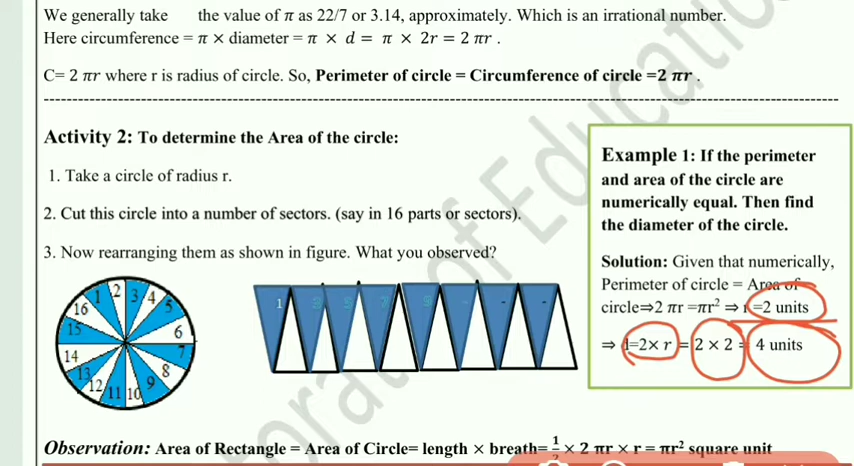 We generally take the value of π as 22/7 or 3.14, approximately. Which is an irrational number.
Here circumference = π × diameter = π × d = π × 2r = 2 πr .
C= 2 πr where r is radius of circle. So, Perimeter of circle = Circumference of circle =2 πr .
Activity 2: To determine the Area of the circle:
1. Take a circle of radius r.
2. Cut this circle into a number of sectors. (say in 16 parts or sectors).
3. Now rearranging them as shown in figure. What you observed?
1 2 3 4 5 6 7 8 9 10 11 12 13 14 15 16
1
Example 1: If the perimeter
and area of the circle are
numerically equal. Then find
the diameter of the circle.
Solution: Given that numerically,
Perimeter of circle = Area of
circle⇒2 πr =πr² ⇒ r=2 units
⇒ d=2× r = 2 × 2 = 4 units
Observation: Area of Rectangle = Area of Circle= length × breath= 1/2 × 2 πr × r = πr² square unit
of Education